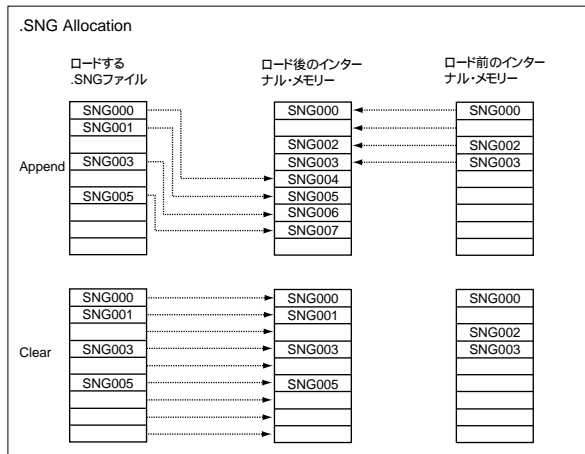 .SNG Allocation
ロードする
.SNGファイル
ロード後のインター
ナル・メモリー
ロード前のインター
ナル・メモリー
Append
SNG000
SNG001
SNG003
SNG005
SNG000
SNG002
SNG003
SNG004
SNG005
SNG006
SNG007
SNG000
SNG002
SNG003
Clear
SNG000
SNG001
SNG003
SNG005
SNG000
SNG001
SNG003
SNG005
SNG000
SNG002
SNG003